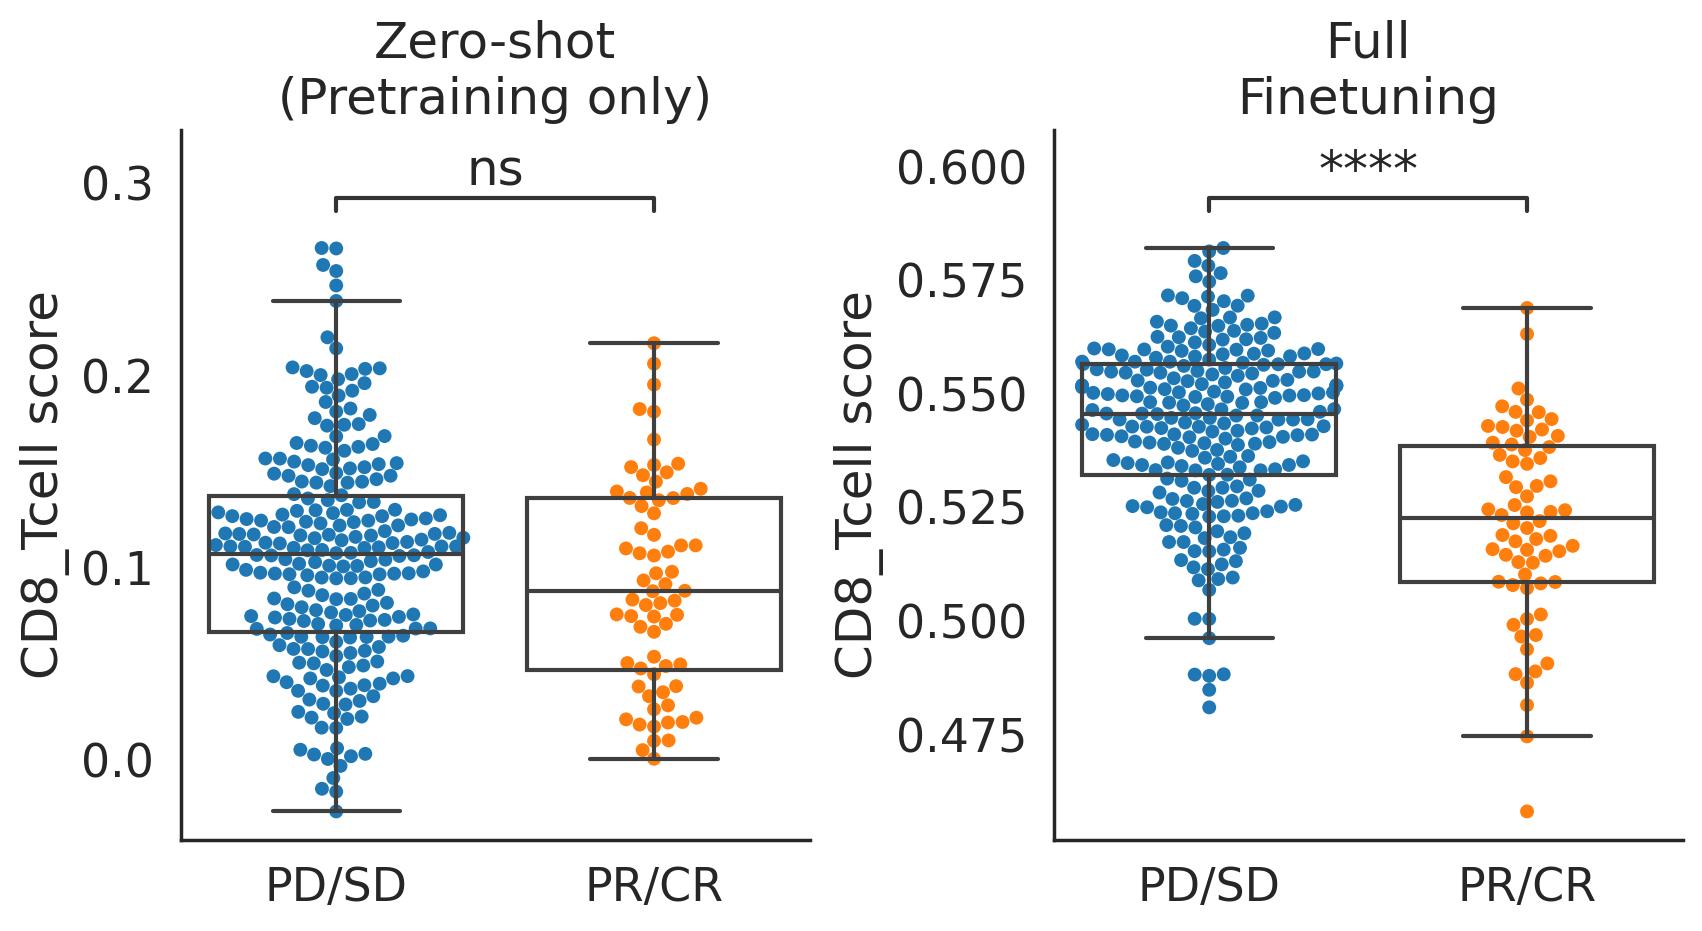 Zero-shot
(Pretraining only)
ns
0.3
0.2
0.1
0.0
CD8_Tcell score
PD/SD
PR/CR
Full
Finetuning
****
0.600
0.575
0.550
0.525
0.500
0.475
CD8_Tcell score
PD/SD
PR/CR